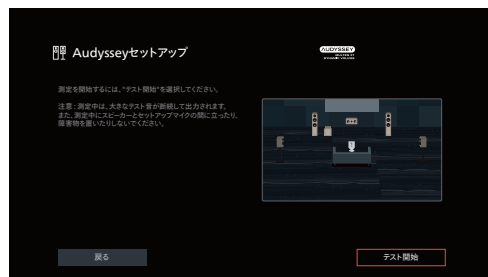 Audysseyセットアップ
AUDYSSEY
MULTEQ XT
DYNAMIC VOLUME
測定を開始するには、"テスト開始"を選択してください。
注意：測定中は、大きなテスト音が断続して出力されます。
また、測定中にスピーカーとセットアップマイクの間に立ったり、
障害物を置いたりしないでください。
戻る
テスト開始